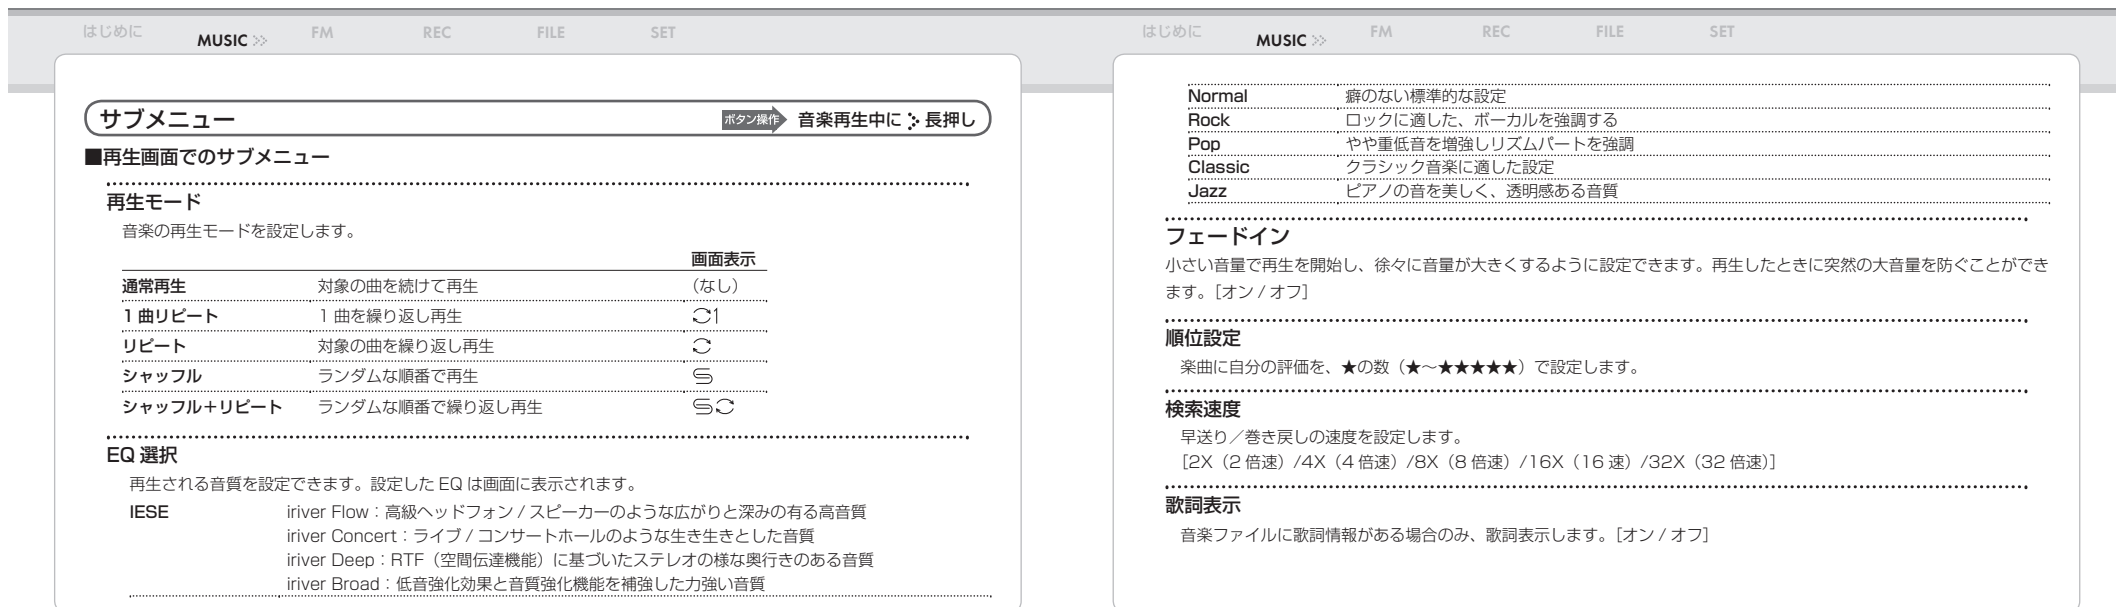 はじめに MUSIC FM REC FILE SET
サブメニュー ボタン操作 音楽再生中に 長押し
■再生画面でのサブメニュー
再生モード
音楽の再生モードを設定します。
画面表示
通常再生 対象の曲を続けて再生 (なし)
1 曲リピート 1 曲を繰り返し再生 1
リピート 対象の曲を繰り返し再生
シャッフル ランダムな順番で再生
シャッフル+リピート ランダムな順番で繰り返し再生
EQ 選択
再生される音質を設定できます。設定した EQ は画面に表示されます。
IESE iriver Flow:高級ヘッドフォン / スピーカーのような広がりと深みの有る高音質
iriver Concert:ライブ / コンサートホールのような生き生きとした音質
iriver Deep:RTF(空間伝達機能)に基づいたステレオの様な奥行きのある音質
iriver Broad:低音強化効果と音質強化機能を補強した力強い音質
はじめに MUSIC FM REC FILE SET
Normal 癖のない標準的な設定
Rock ロックに適した、ボーカルを強調する
Pop やや重低音を増強しリズムパートを強調
Classic クラシック音楽に適した設定
Jazz ピアノの音を美しく、透明感ある音質
フェードイン
小さい音量で再生を開始し、徐々に音量が大きくするように設定できます。再生したときに突然の大音量を防ぐことができ
ます。[オン / オフ]
順位設定
楽曲に自分の評価を、★の数(★〜★★★★★)で設定します。
検索速度
早送り/巻き戻しの速度を設定します。
[2X(2 倍速)/4X(4 倍速)/8X(8 倍速)/16X(16 速)/32X(32 倍速)]
歌詞表示
音楽ファイルに歌詞情報がある場合のみ、歌詞表示します。[オン / オフ]